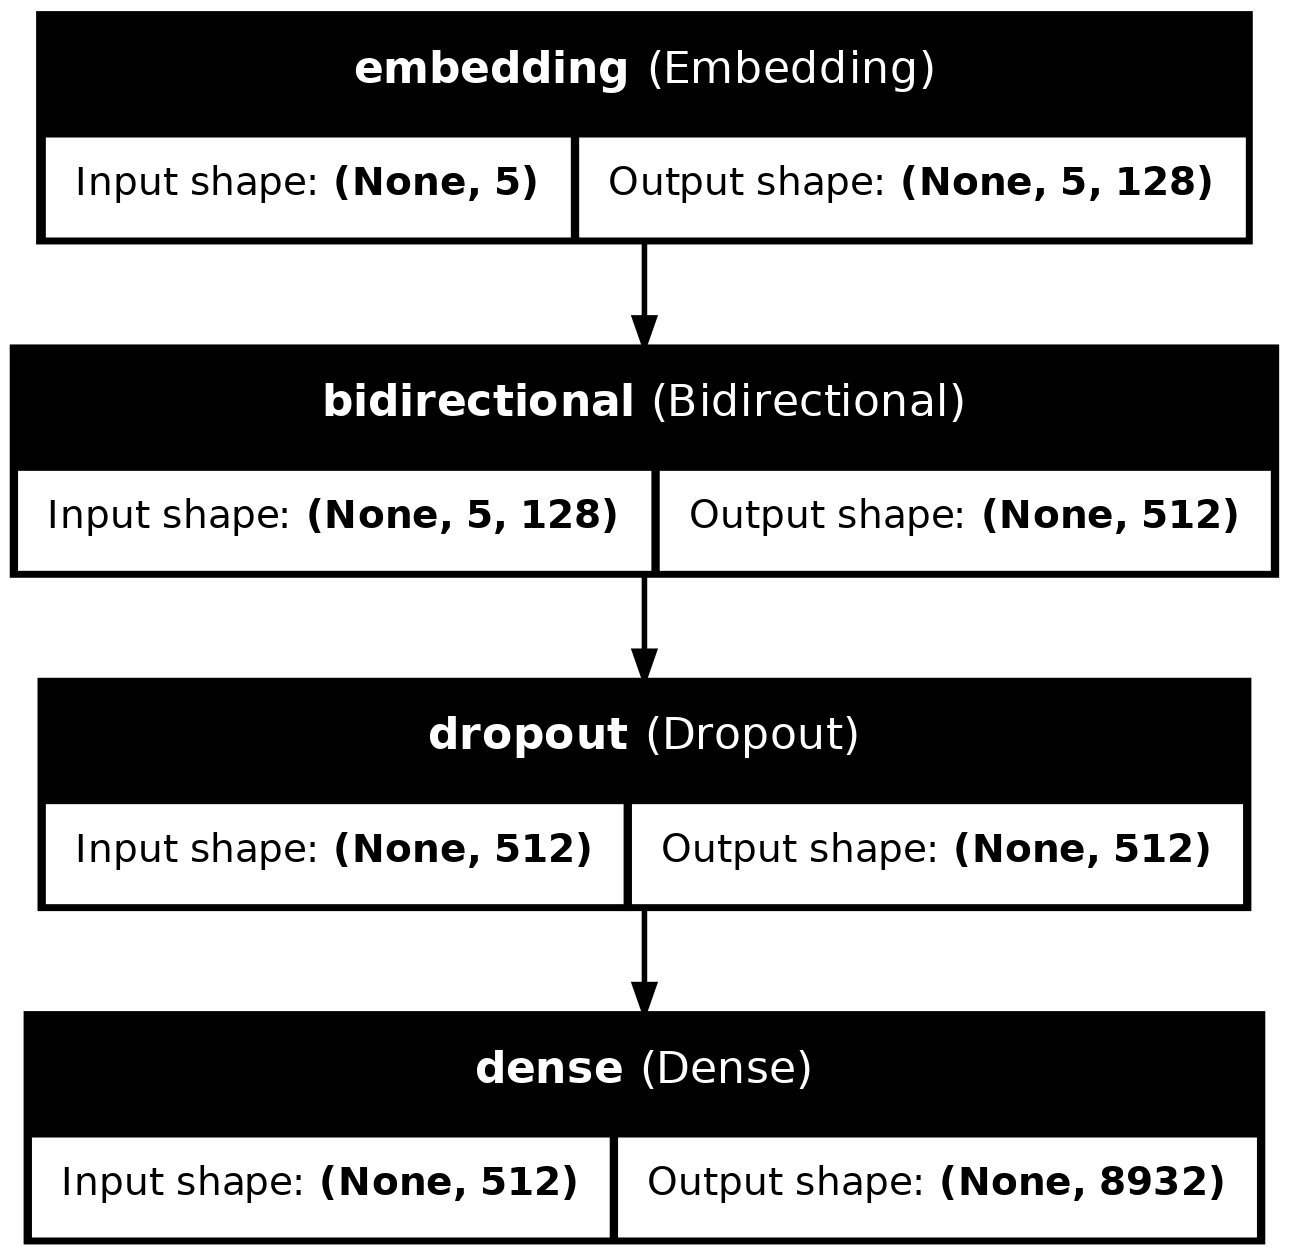 embedding (Embedding)
Input shape: (None, 5) Output shape: (None, 5, 128)
bidirectional (Bidirectional)
Input shape: (None, 5, 128) Output shape: (None, 512)
dropout (Dropout)
Input shape: (None, 512) Output shape: (None, 512)
dense (Dense)
Input shape: (None, 512) Output shape: (None, 8932)